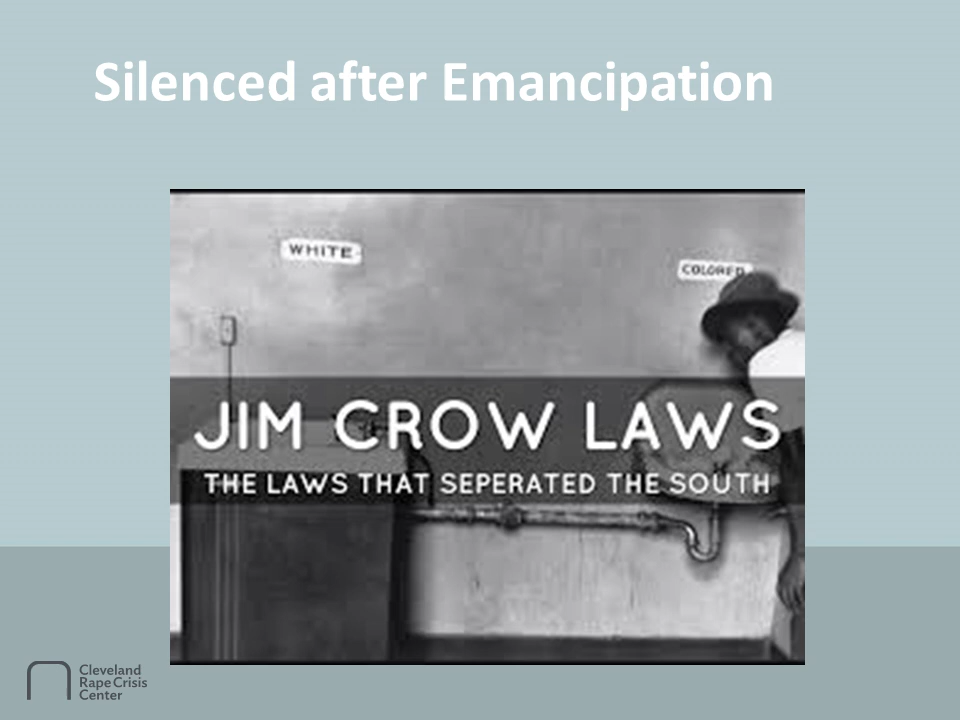 Silenced after Emancipation
WHITE
COLORED
JIM CROW LAWS
THE LAWS THAT SEPERATED THE SOUTH
Cleveland
Rape Crisis
Center